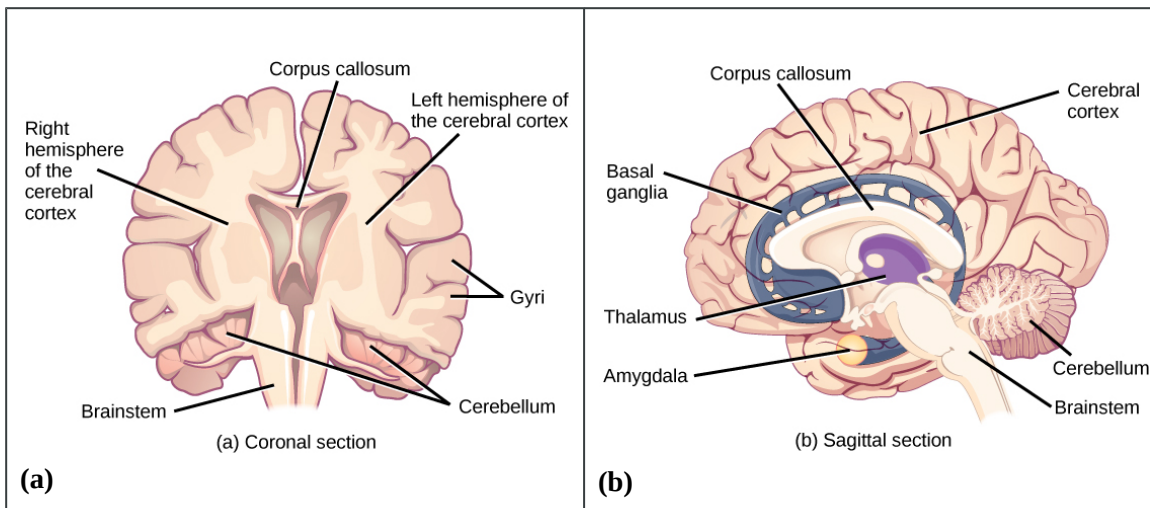 Corpus callosum
Left hemisphere of
the cerebral cortex
Right
hemisphere
of the
cerebral
cortex
Gyri
Brainstem
Cerebellum
(a) Coronal section
(a)
Corpus callosum
Cerebral
cortex
Basal
ganglia
Thalamus
Amygdala
Cerebellum
Brainstem
(b) Sagittal section
(b)